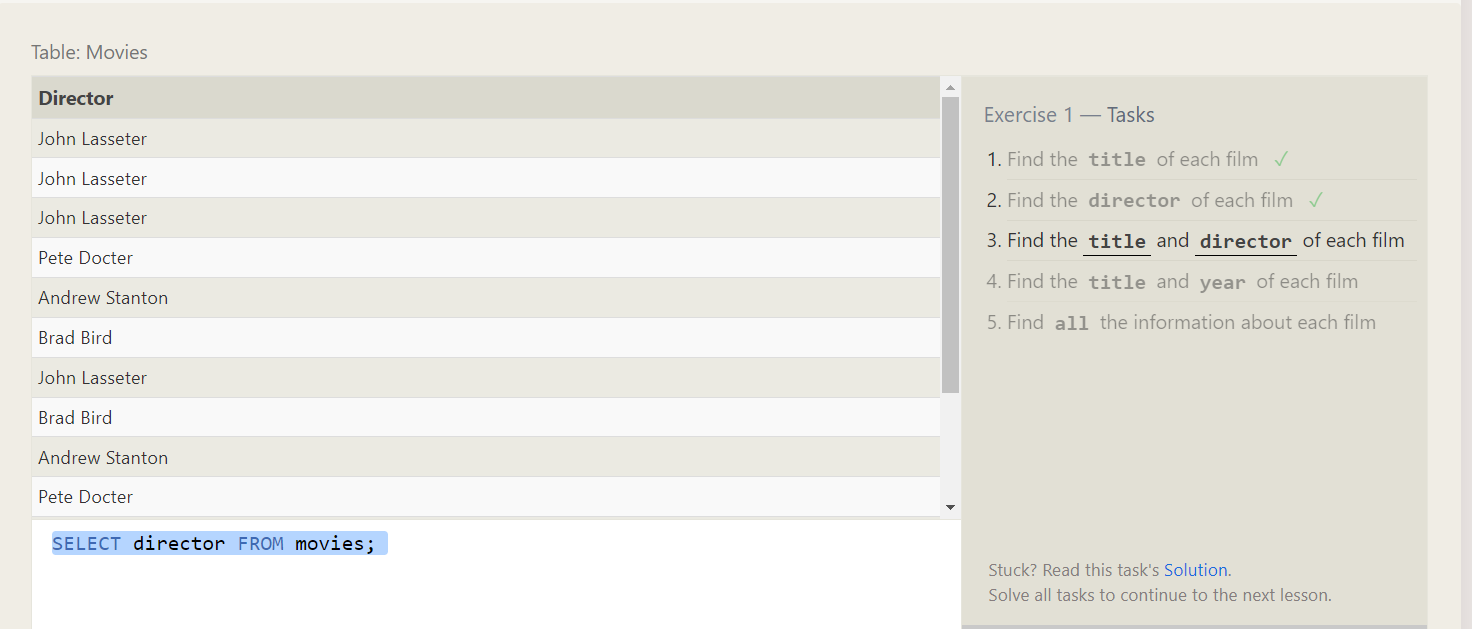 Table: Movies
Director
John Lasseter
John Lasseter
John Lasseter
Pete Docter
Andrew Stanton
Brad Bird
John Lasseter
Brad Bird
Andrew Stanton
Pete Docter
SELECT director FROM movies;
Exercise 1 — Tasks
1. Find the title of each film ✓
2. Find the director of each film ✓
3. Find the title and director of each film
4. Find the title and year of each film
5. Find all the information about each film
Stuck? Read this task's Solution.
Solve all tasks to continue to the next lesson.